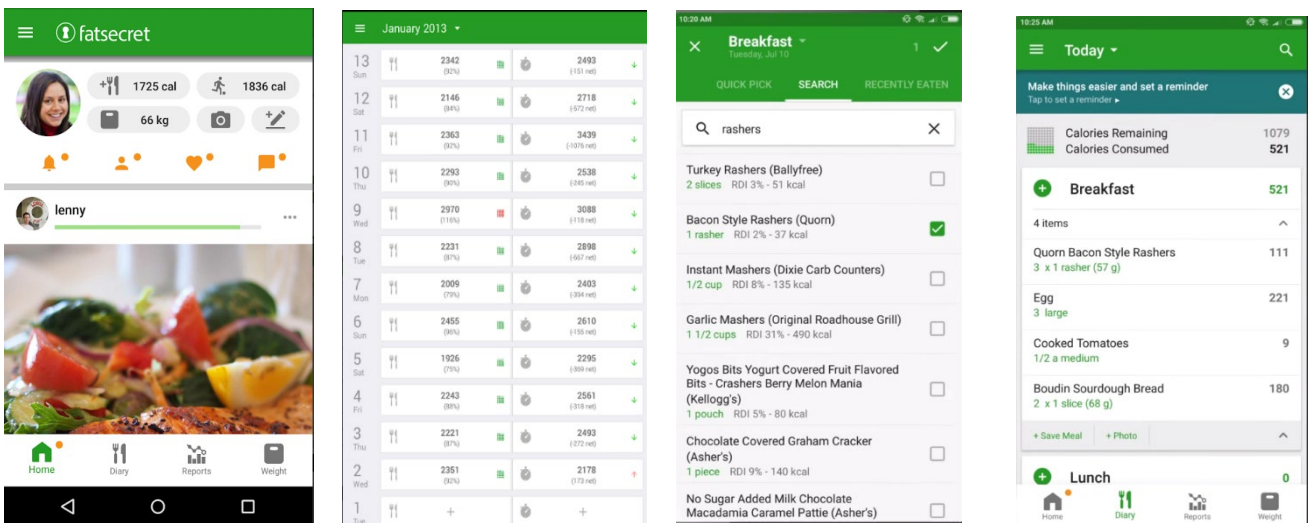 fatsecret
1725 cal
1836 cal
66 kg
lenny
Home
Diary
Reports
Weight
January 2013
13 2342 2493
Sun (92%) (-151 net)
12 2146 2718
Sat (84%) (-572 net)
11 2363 3439
Fri (92%) (-1076 net)
10 2293 2538
Thu (90%) (-245 net)
9 2970 3088
Wed (116%) (-118 net)
8 2231 2898
Tue (87%) (-667 net)
7 2009 2403
Mon (79%) (-394 net)
6 2455 2610
Sun (96%) (-155 net)
5 1926 2295
Sat (75%) (-369 net)
4 2243 2561
Fri (88%) (-318 net)
3 2221 2493
Thu (87%) (-272 net)
2 2351 2178
Wed (92%) (173 net)
1 + +
Tue
10:20 AM
Breakfast 1
Tuesday, Jul 10
QUICK PICK SEARCH RECENTLY EATEN
rashers
Turkey Rashers (Ballyfree)
2 slices RDI 3% - 51 kcal
Bacon Style Rashers (Quorn)
1 rasher RDI 2% - 37 kcal
Instant Mashers (Dixie Carb Counters)
1/2 cup RDI 8% - 135 kcal
Garlic Mashers (Original Roadhouse Grill)
1 1/2 cups RDI 31% - 490 kcal
Yogos Bits Yogurt Covered Fruit Flavored
Bits - Crashers Berry Melon Mania
(Kellogg's)
1 pouch RDI 5% - 80 kcal
Chocolate Covered Graham Cracker
(Asher's)
1 piece RDI 9% - 140 kcal
No Sugar Added Milk Chocolate
Macadamia Caramel Pattie (Asher's)
10:25 AM
Today
Make things easier and set a reminder
Tap to set a reminder
Calories Remaining 1079
Calories Consumed 521
Breakfast 521
4 items
Quorn Bacon Style Rashers 111
3 x 1 rasher (57 g)
Egg 221
3 large
Cooked Tomatoes 9
1/2 a medium
Boudin Sourdough Bread 180
2 x 1 slice (68 g)
+ Save Meal + Photo
Lunch 0
Home
Diary
Reports
Weight